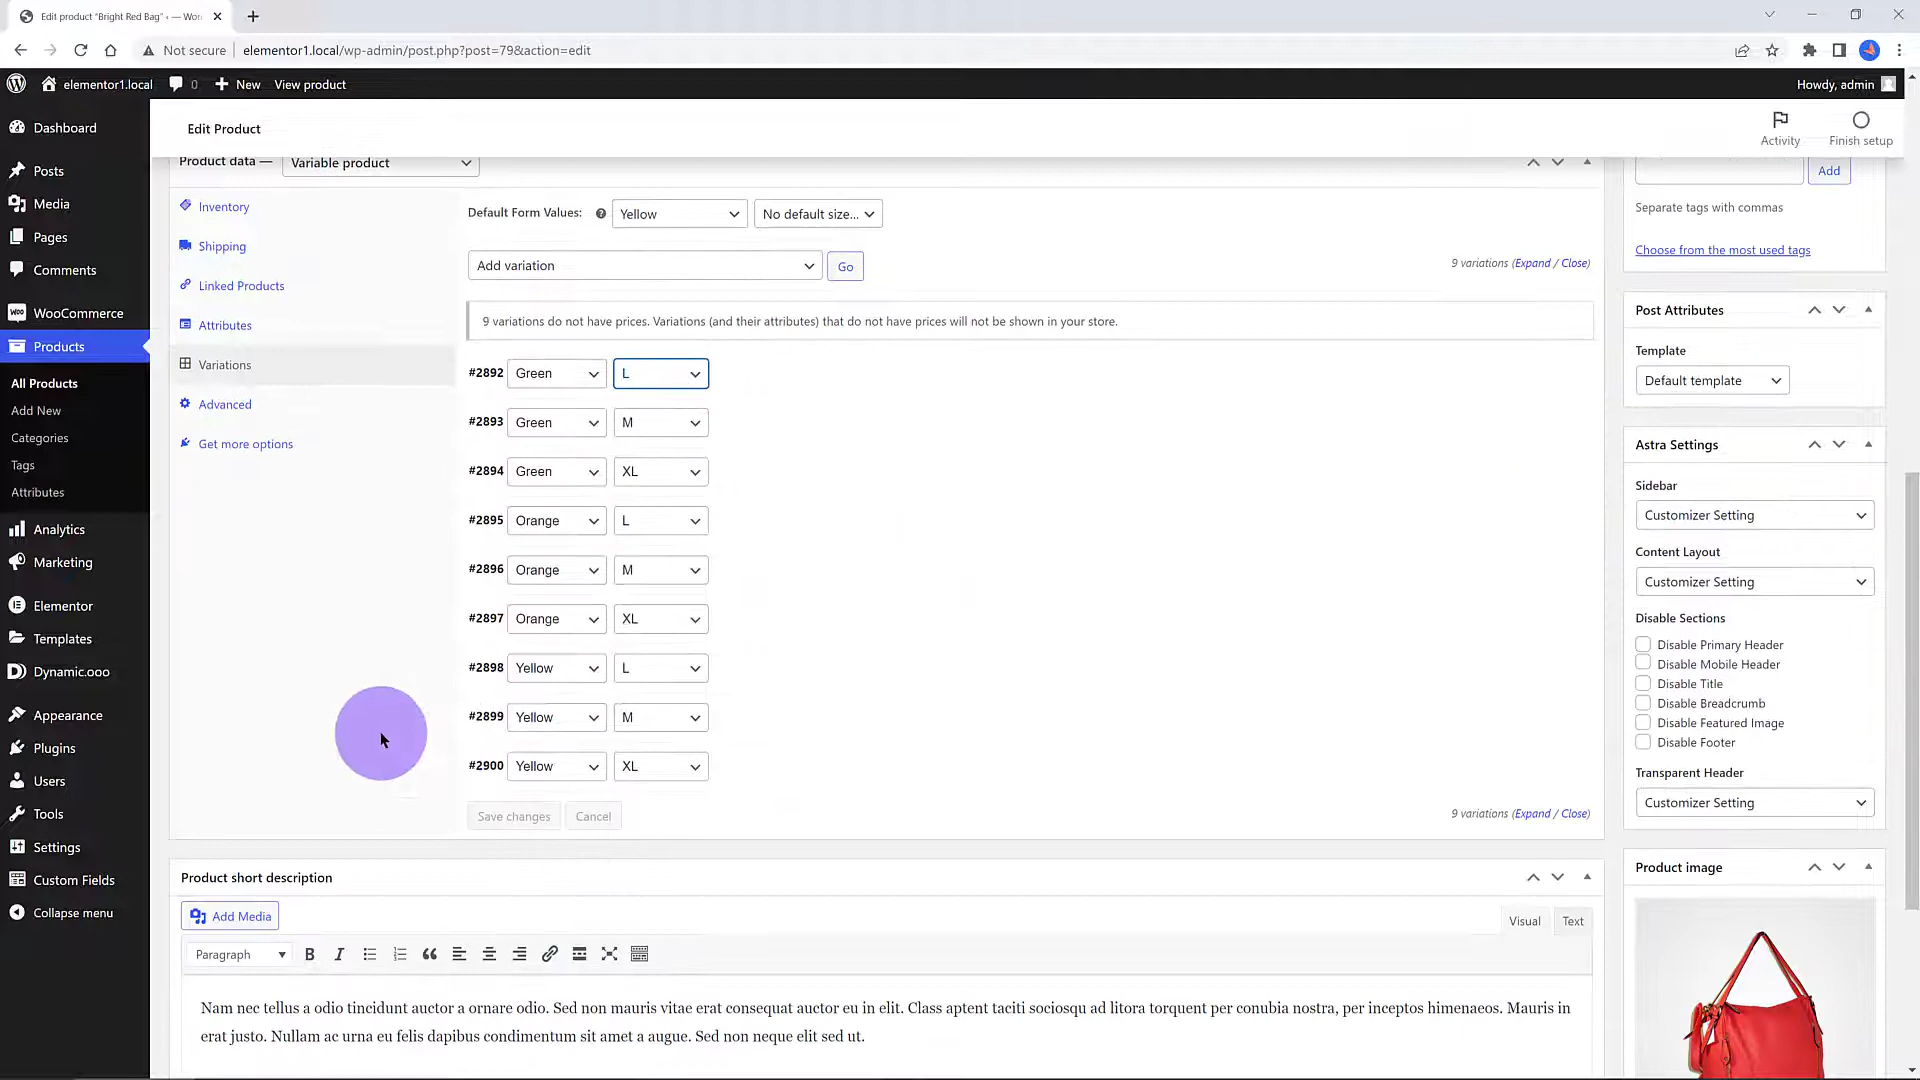 Edit product "Bright Red Bag" ‹ — Wor
Not secure
elementor1.local/wp-admin/post.php?post=79&action=edit
elementor1.local
0
New
View product
Howdy, admin
Edit Product
Activity
Finish setup
Dashboard
Posts
Media
Pages
Comments
WooCommerce
Products
All Products
Add New
Categories
Tags
Attributes
Analytics
Marketing
Elementor
Templates
Dynamic.ooo
Appearance
Plugins
Users
Tools
Settings
Custom Fields
Collapse menu
Product data —
Variable product
Inventory
Shipping
Linked Products
Attributes
Variations
Advanced
Get more options
Default Form Values:
Yellow
No default size...
Add variation
Go
9 variations (Expand / Close)
9 variations do not have prices. Variations (and their attributes) that do not have prices will not be shown in your store.
#2892 Green L
#2893 Green M
#2894 Green XL
#2895 Orange L
#2896 Orange M
#2897 Orange XL
#2898 Yellow L
#2899 Yellow M
#2900 Yellow XL
Save changes
Cancel
9 variations (Expand / Close)
Product short description
Add Media
Visual
Text
Paragraph
Nam nec tellus a odio tincidunt auctor a ornare odio. Sed non mauris vitae erat consequat auctor eu in elit. Class aptent taciti sociosqu ad litora torquent per conubia nostra, per inceptos himenaeos. Mauris in
erat justo. Nullam ac urna eu felis dapibus condimentum sit amet a augue. Sed non neque elit sed ut.
Add
Separate tags with commas
Choose from the most used tags
Post Attributes
Template
Default template
Astra Settings
Sidebar
Customizer Setting
Content Layout
Customizer Setting
Disable Sections
Disable Primary Header
Disable Mobile Header
Disable Title
Disable Breadcrumb
Disable Featured Image
Disable Footer
Transparent Header
Customizer Setting
Product image